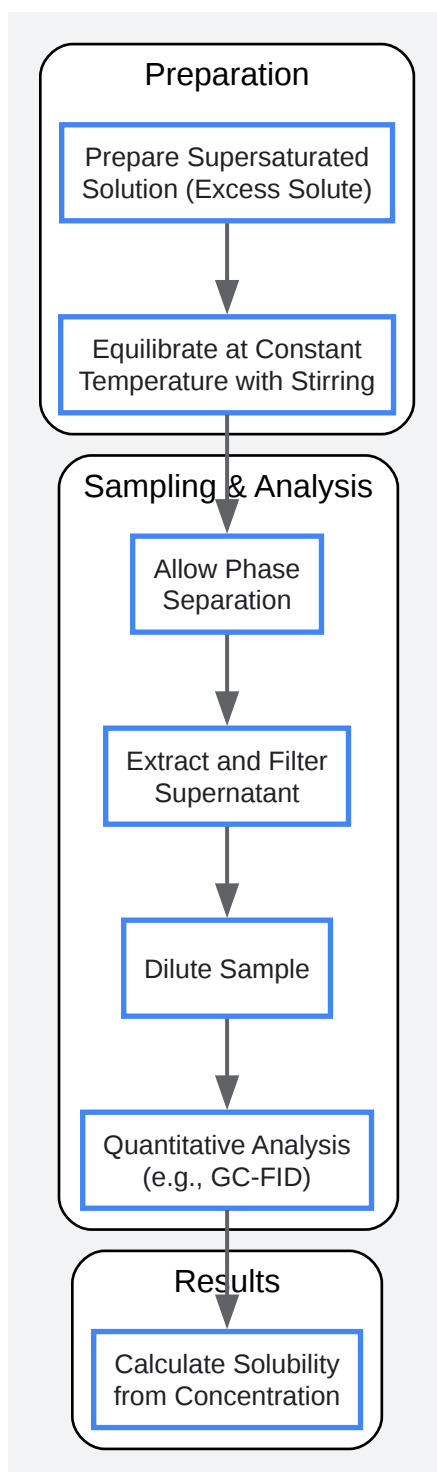 Preparation
Prepare Supersaturated
Solution (Excess Solute)
Equilibrate at Constant
Temperature with Stirring
Sampling & Analysis
Allow Phase
Separation
Extract and Filter
Supernatant
Dilute Sample
Quantitative Analysis
(e.g., GC-FID)
Results
Calculate Solubility
from Concentration